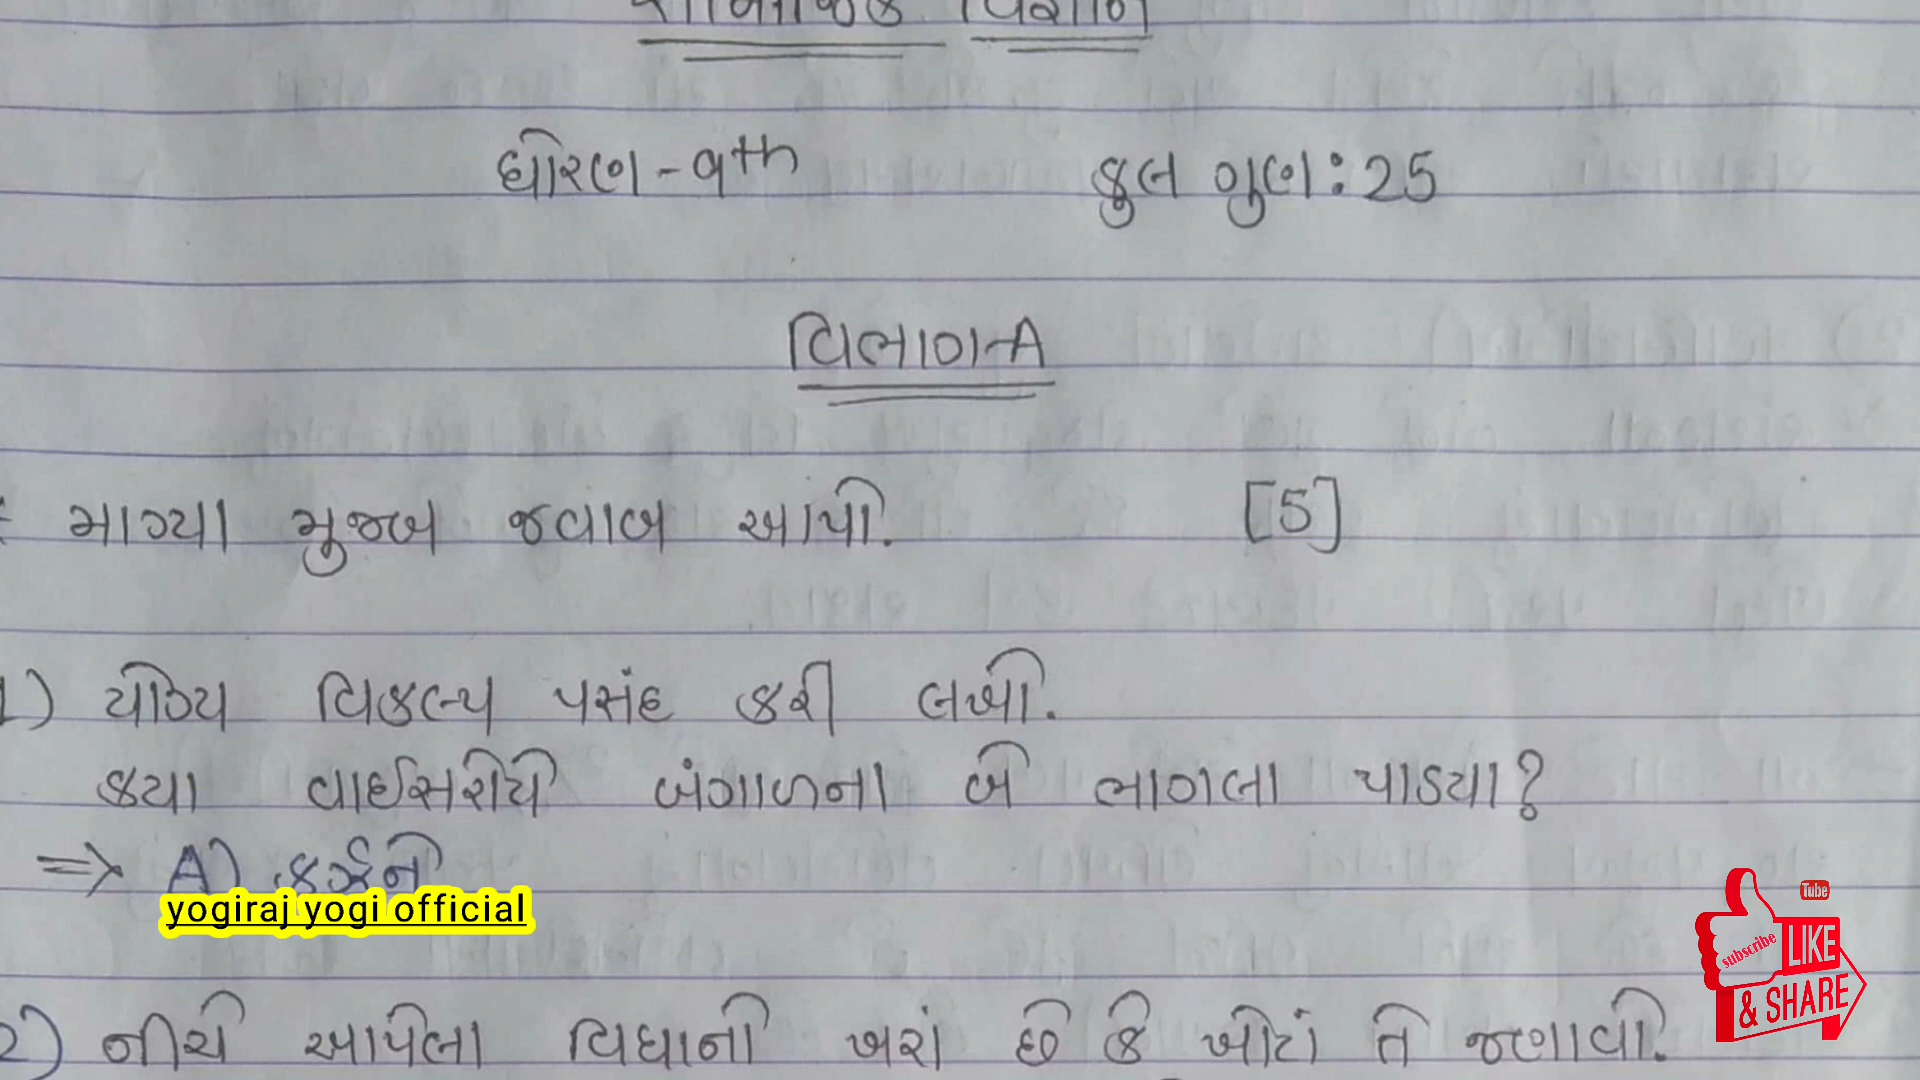 સામાજિક વિજ્ઞાન
ધોરણ - 9th કુલ ગુણ : 25
વિભાગ-A
માગ્યા મુજબ જવાબ આપો. [5]
1) યોગ્ય વિકલ્પ પસંદ કરી લખો.
કયા વાઈસરોયે બંગાળના બે ભાગલા પાડયા?
=> A) કર્ઝને
yogiraj yogi official
2) નીચે આપેલા વિધાનો ખરાં છે કે ખોટાં તે જણાવો.
Tube
subscribe
LIKE
& SHARE